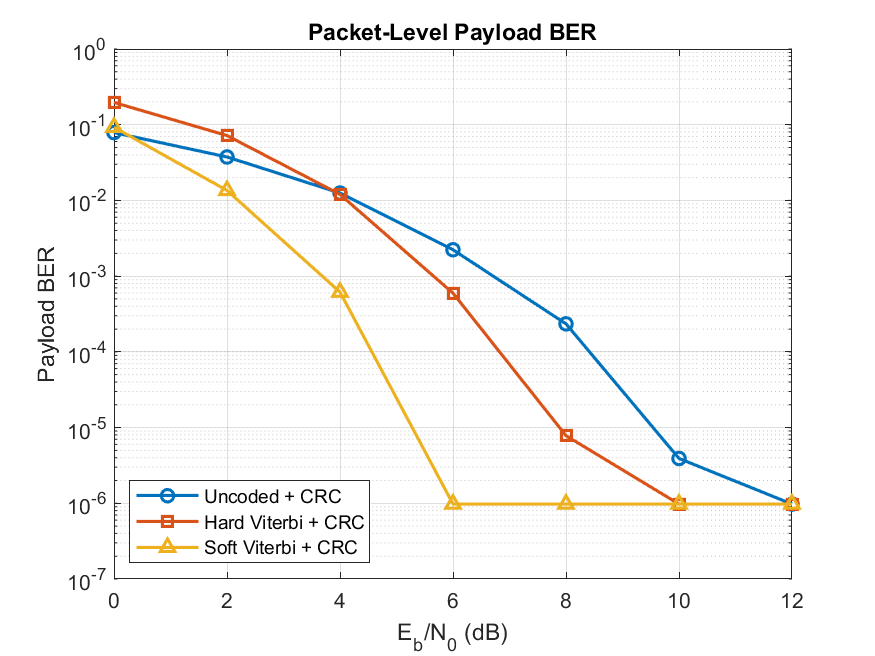 Packet-Level Payload BER
10^0
10^-1
10^-2
10^-3
10^-4
10^-5
10^-6
10^-7
Payload BER
Uncoded + CRC
Hard Viterbi + CRC
Soft Viterbi + CRC
0 2 4 6 8 10 12
E_b/N_0 (dB)